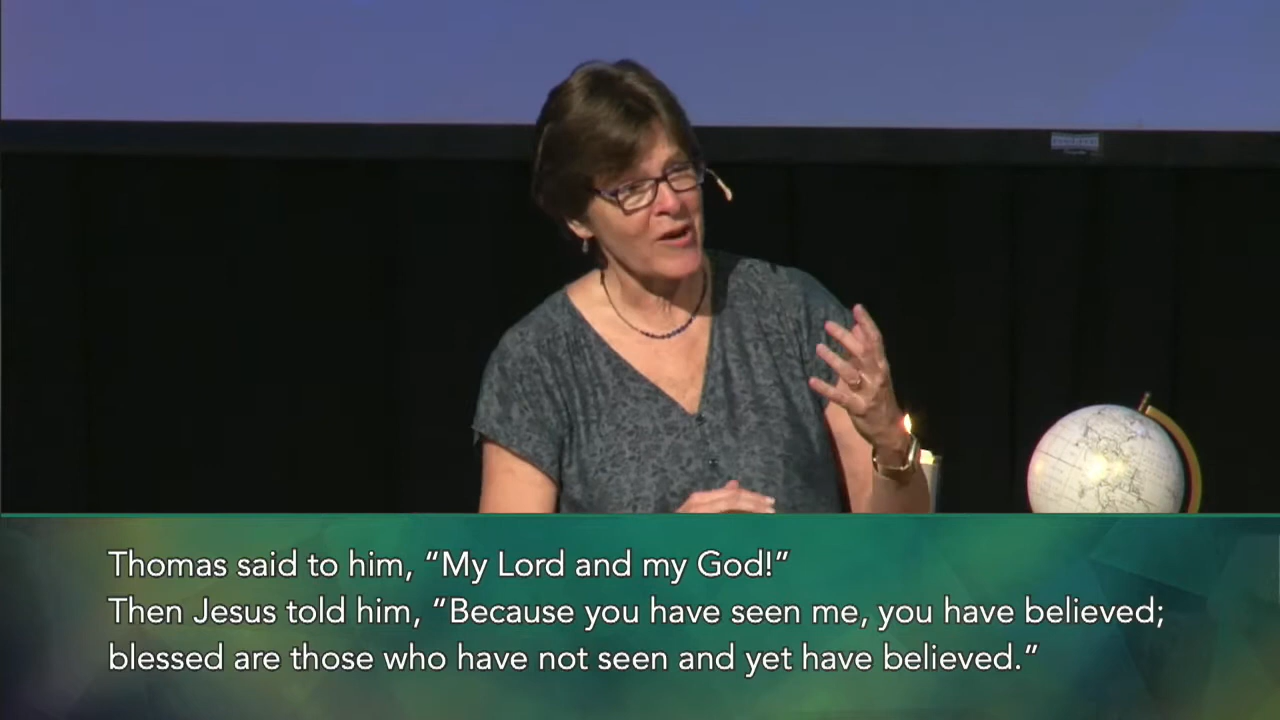 Thomas said to him, “My Lord and my God!”
Then Jesus told him, “Because you have seen me, you have believed;
blessed are those who have not seen and yet have believed.”